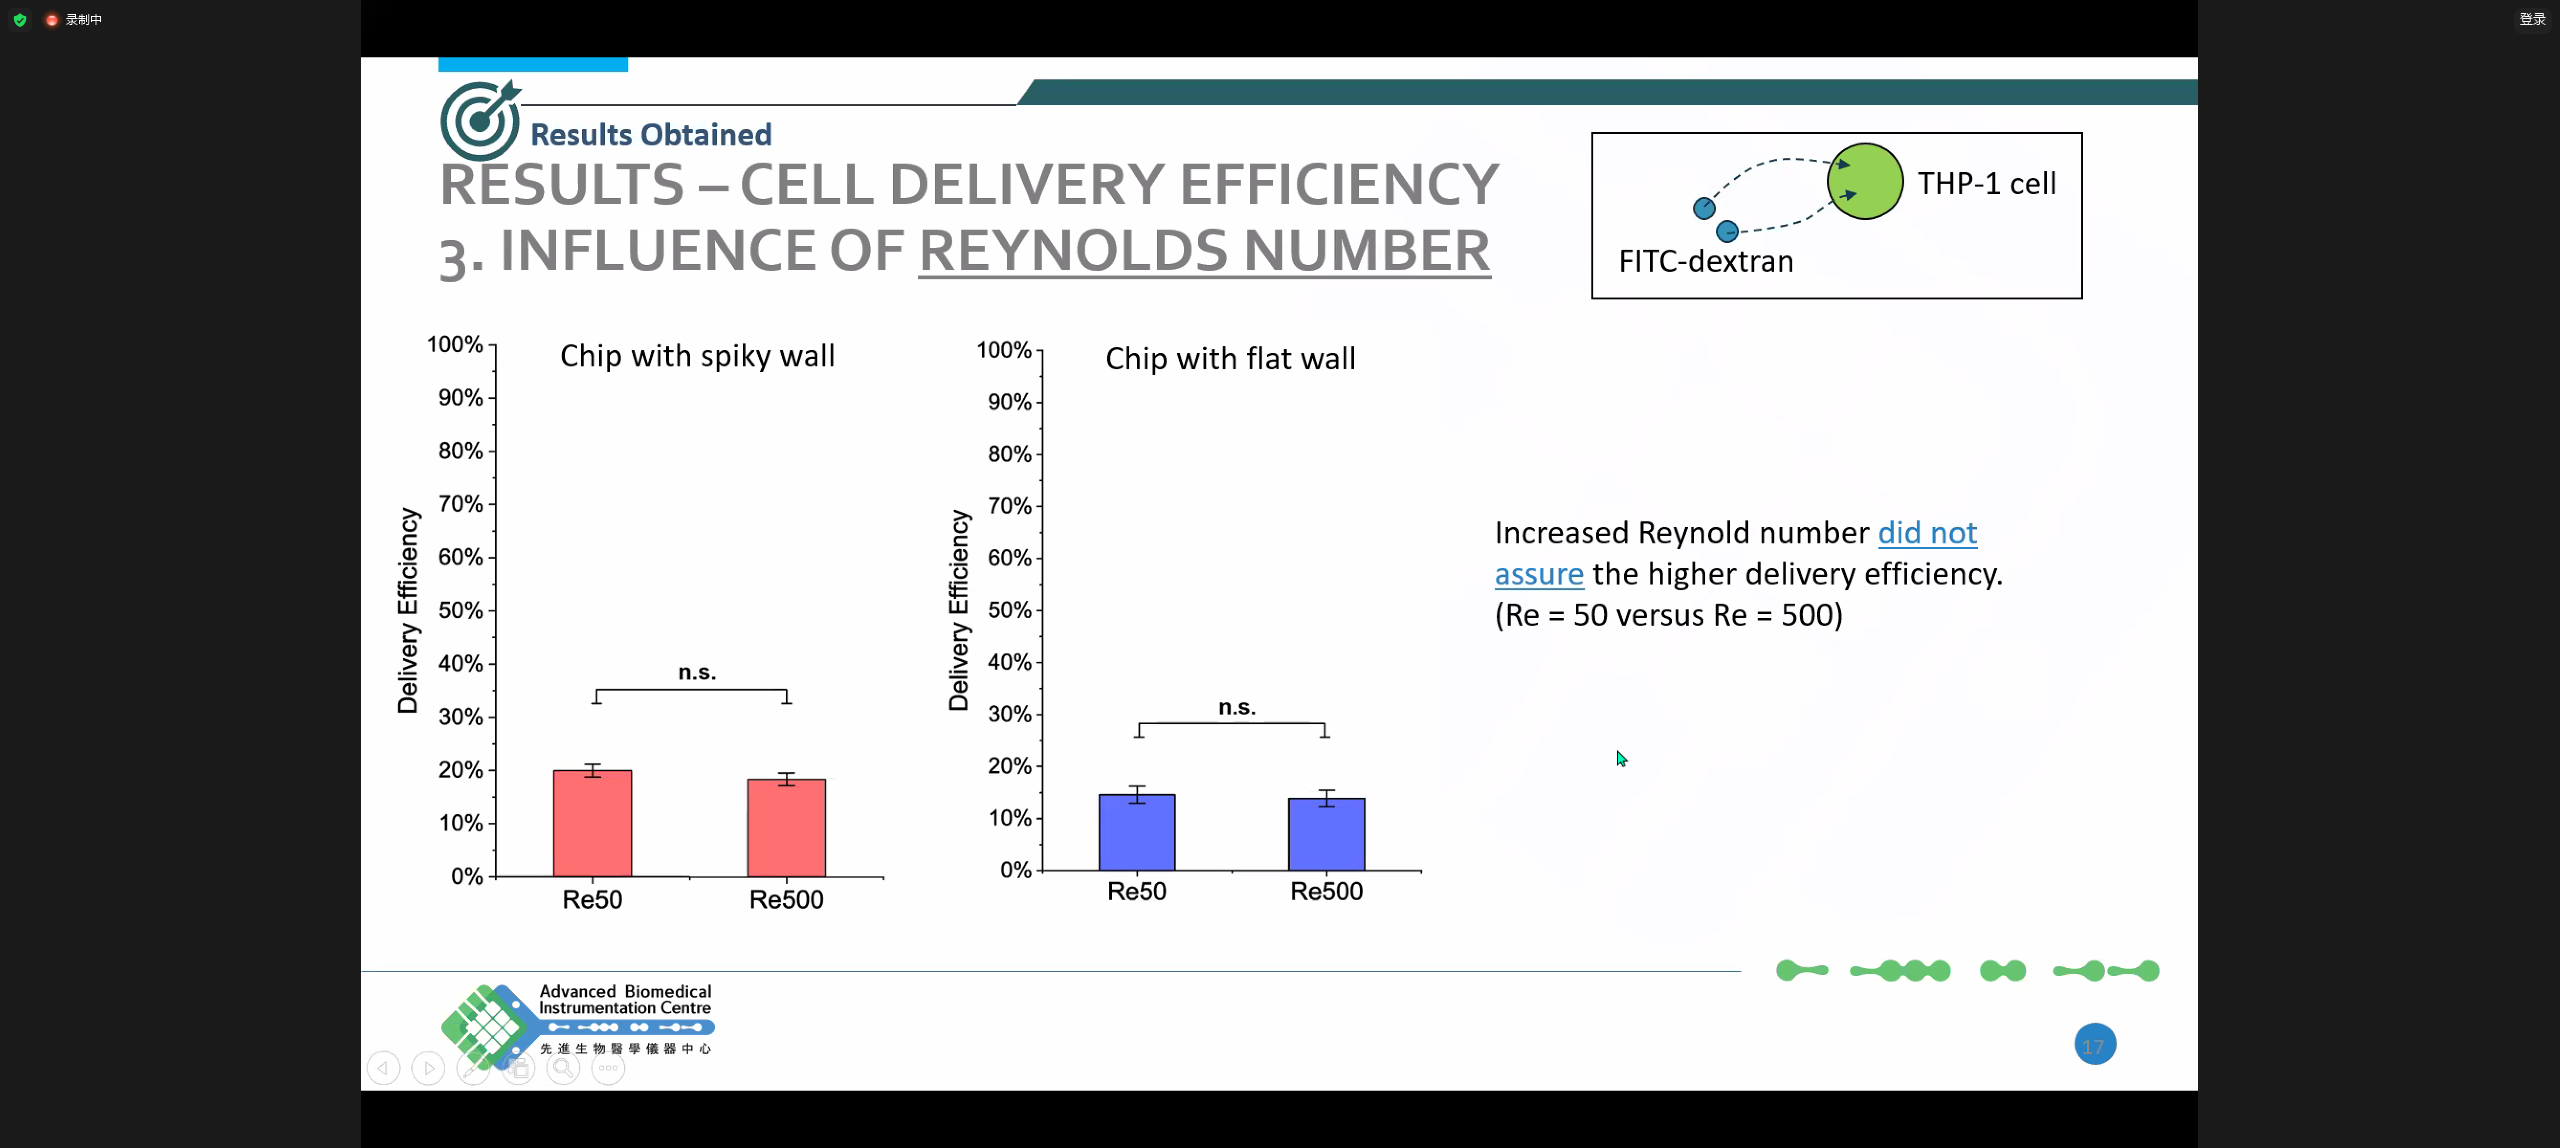 录制中
登录
Results Obtained
RESULTS – CELL DELIVERY EFFICIENCY
3. INFLUENCE OF REYNOLDS NUMBER
THP-1 cell
FITC-dextran
Chip with spiky wall
100%
90%
80%
70%
60%
50%
40%
30%
20%
10%
0%
Delivery Efficiency
n.s.
Re50 Re500
Chip with flat wall
100%
90%
80%
70%
60%
50%
40%
30%
20%
10%
0%
Delivery Efficiency
n.s.
Re50 Re500
Increased Reynold number did not
assure the higher delivery efficiency.
(Re = 50 versus Re = 500)
Advanced Biomedical
Instrumentation Centre
先進生物醫學儀器中心
17